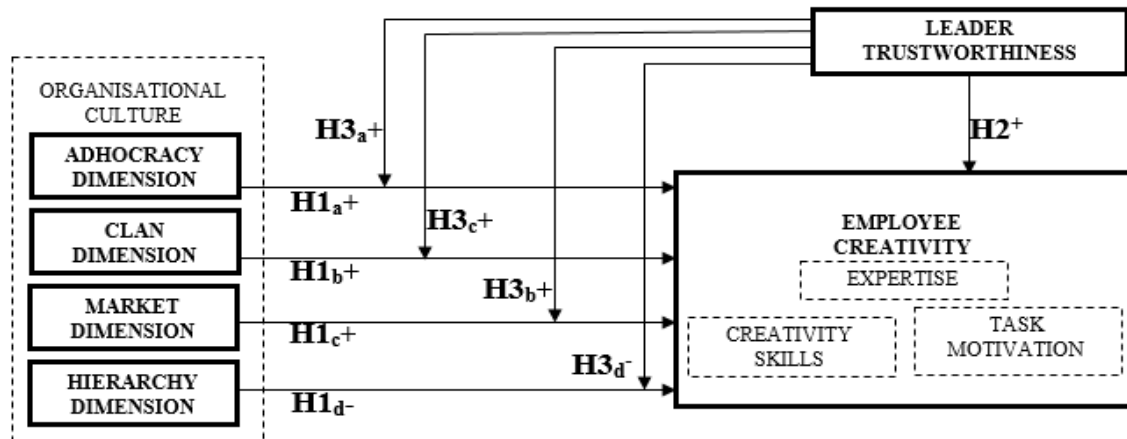 LEADER
TRUSTWORTHINESS
ORGANISATIONAL
CULTURE
H3a+
H2+
ADHOCRACY
DIMENSION
H1a+
CLAN
DIMENSION
H3c+
H1b+
EMPLOYEE
CREATIVITY
EXPERTISE
MARKET
DIMENSION
H3b+
H1c+
CREATIVITY
SKILLS
TASK
MOTIVATION
HIERARCHY
DIMENSION
H3d-
H1d-